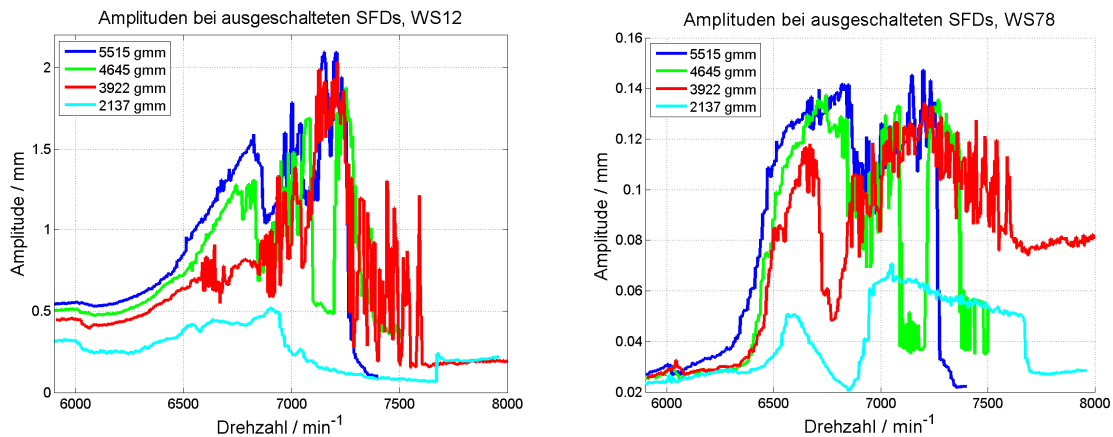 Amplituden bei ausgeschalteten SFDs, WS12
5515 gmm
4645 gmm
3922 gmm
2137 gmm
Amplitude / mm
2
1.5
1
0.5
0
6000 6500 7000 7500 8000
Drehzahl / min-1
Amplituden bei ausgeschalteten SFDs, WS78
5515 gmm
4645 gmm
3922 gmm
2137 gmm
Amplitude / mm
0.16
0.14
0.12
0.1
0.08
0.06
0.04
0.02
6000 6500 7000 7500 8000
Drehzahl / min-1